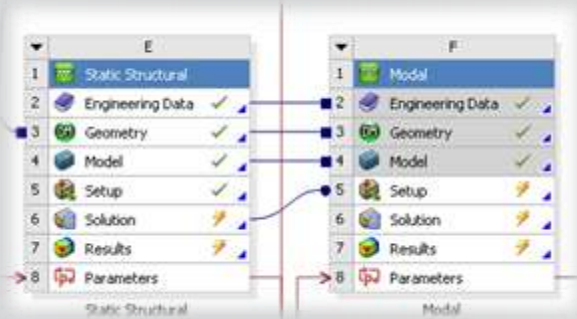 E
1 Static Structural
2 Engineering Data
3 Geometry
4 Model
5 Setup
6 Solution
7 Results
8 Parameters
Static Structural
F
1 Modal
2 Engineering Data
3 Geometry
4 Model
5 Setup
6 Solution
7 Results
8 Parameters
Modal